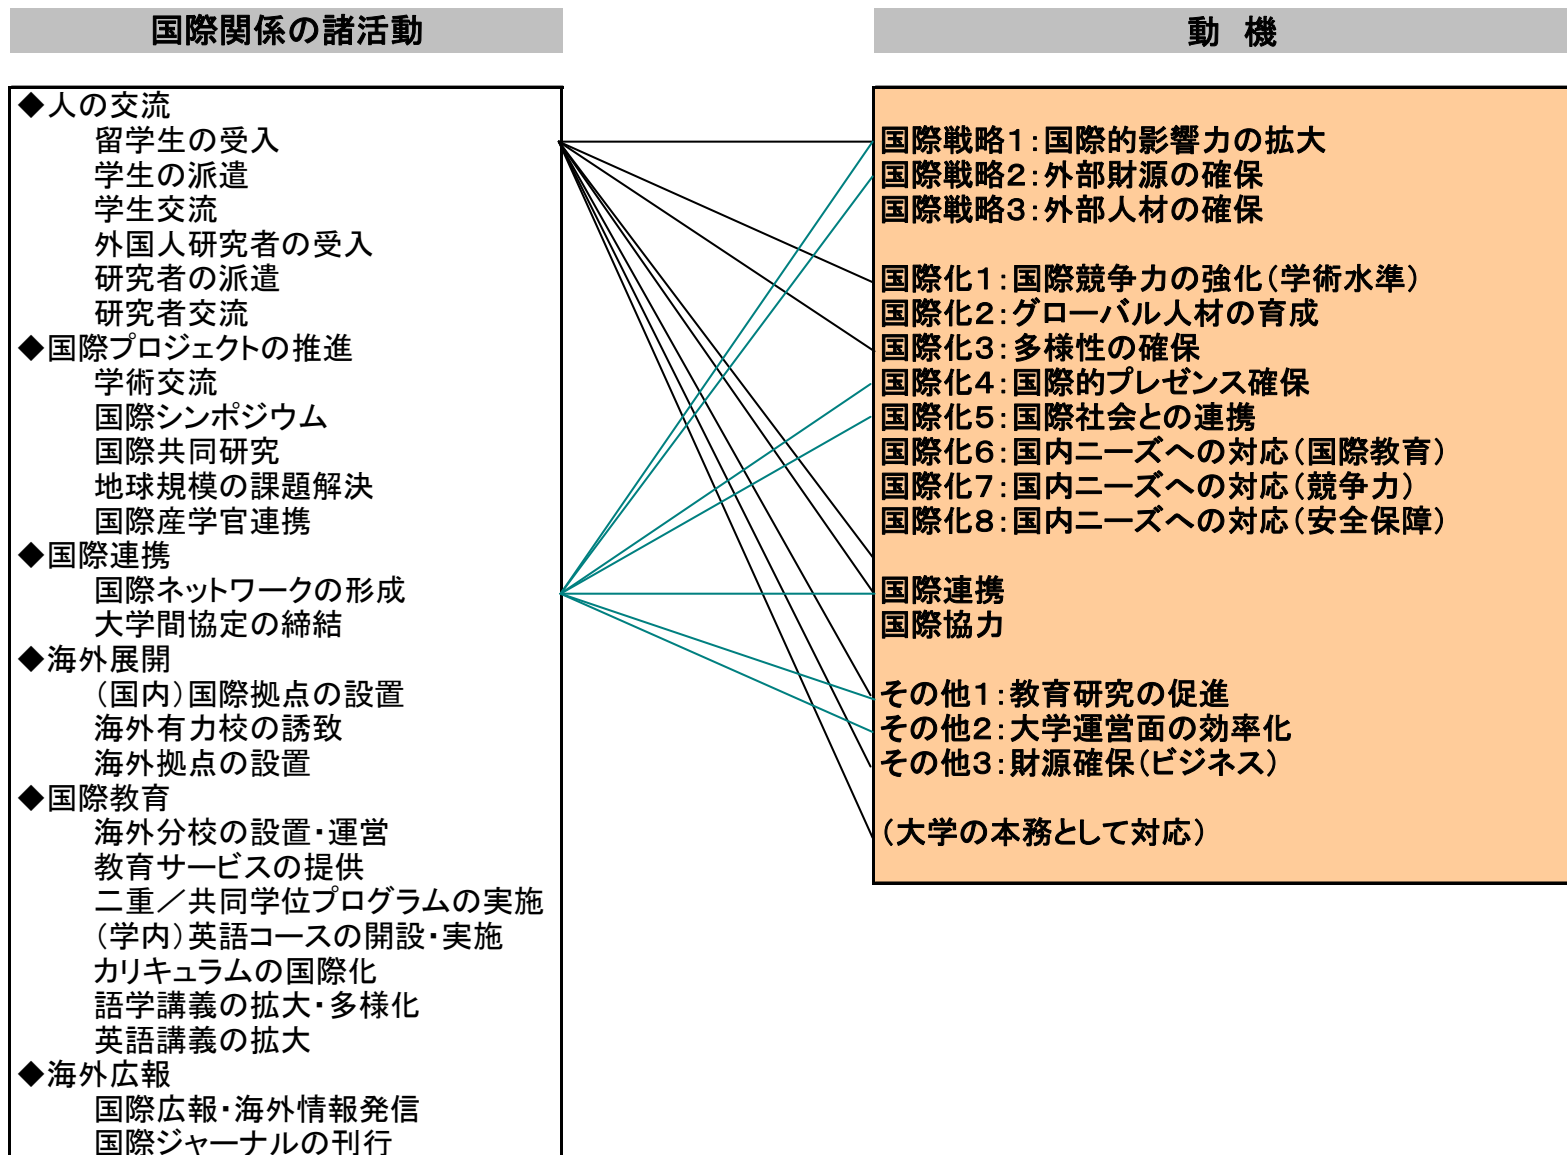 国際関係の諸活動
◆人の交流
留学生の受入
学生の派遣
学生交流
外国人研究者の受入
研究者の派遣
研究者交流
◆国際プロジェクトの推進
学術交流
国際シンポジウム
国際共同研究
地球規模の課題解決
国際産学官連携
◆国際連携
国際ネットワークの形成
大学間協定の締結
◆海外展開
（国内）国際拠点の設置
海外有力校の誘致
海外拠点の設置
◆国際教育
海外分校の設置・運営
教育サービスの提供
二重／共同学位プログラムの実施
（学内）英語コースの開設・実施
カリキュラムの国際化
語学講義の拡大・多様化
英語講義の拡大
◆海外広報
国際広報・海外情報発信
国際ジャーナルの刊行
動　機
国際戦略１：国際的影響力の拡大
国際戦略２：外部財源の確保
国際戦略３：外部人材の確保
国際化１：国際競争力の強化（学術水準）
国際化２：グローバル人材の育成
国際化３：多様性の確保
国際化４：国際的プレゼンス確保
国際化５：国際社会との連携
国際化６：国内ニーズへの対応（国際教育）
国際化７：国内ニーズへの対応（競争力）
国際化８：国内ニーズへの対応（安全保障）
国際連携
国際協力
その他１：教育研究の促進
その他２：大学運営面の効率化
その他３：財源確保（ビジネス）
（大学の本務として対応）